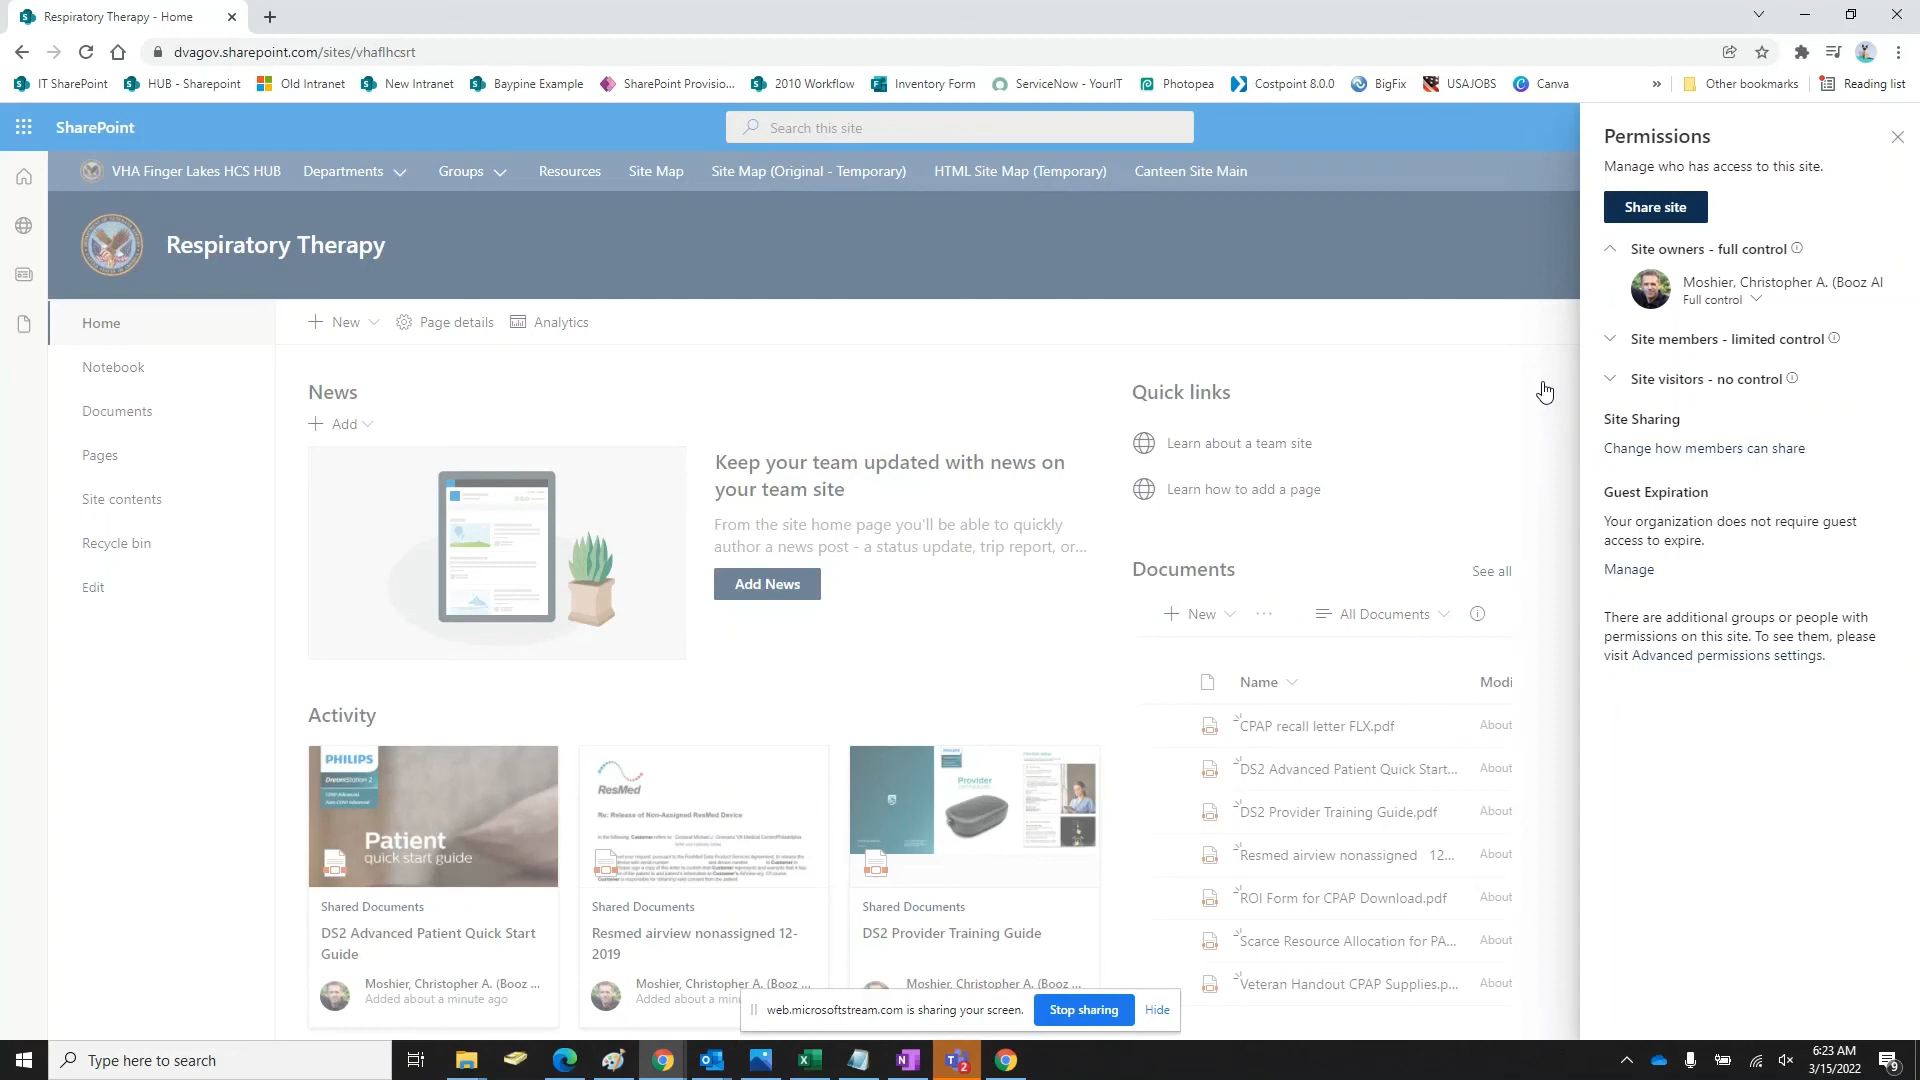 Respiratory Therapy - Home
dvagov.sharepoint.com/sites/vhaflhcsrt
IT SharePoint
HUB - Sharepoint
Old Intranet
New Intranet
Baypine Example
SharePoint Provisio...
2010 Workflow
Inventory Form
ServiceNow - YourIT
Photopea
Costpoint 8.0.0
BigFix
USAJOBS
Canva
Other bookmarks
Reading list
SharePoint
Search this site
VHA Finger Lakes HCS HUB
Departments
Groups
Resources
Site Map
Site Map (Original - Temporary)
HTML Site Map (Temporary)
Canteen Site Main
Respiratory Therapy
Home
Notebook
Documents
Pages
Site contents
Recycle bin
Edit
New
Page details
Analytics
News
Add
Keep your team updated with news on
your team site
From the site home page you'll be able to quickly
author a news post - a status update, trip report, or...
Add News
Quick links
Learn about a team site
Learn how to add a page
Documents
See all
New
All Documents
Name
Modi
CPAP recall letter FLX.pdf
About
DS2 Advanced Patient Quick Start...
About
DS2 Provider Training Guide.pdf
About
Resmed airview nonassigned 12...
About
ROI Form for CPAP Download.pdf
About
Scarce Resource Allocation for PA...
About
Veteran Handout CPAP Supplies.p...
About
Activity
PHILIPS
DreamStation 2
Patient
quick start guide
Shared Documents
DS2 Advanced Patient Quick Start
Guide
Moshier, Christopher A. (Booz ...
Added about a minute ago
ResMed
Re: Release of Non-Assigned ResMed Device
Shared Documents
Resmed airview nonassigned 12-
2019
Moshier, Christopher A. (Booz ...
Added about a min
Provider
Shared Documents
DS2 Provider Training Guide
Moshier, Christopher A. (Booz ...
web.microsoftstream.com is sharing your screen.
Stop sharing
Hide
Permissions
Manage who has access to this site.
Share site
Site owners - full control
Moshier, Christopher A. (Booz Al
Full control
Site members - limited control
Site visitors - no control
Site Sharing
Change how members can share
Guest Expiration
Your organization does not require guest
access to expire.
Manage
There are additional groups or people with
permissions on this site. To see them, please
visit Advanced permissions settings.
Type here to search
2
6:23 AM
3/15/2022
9